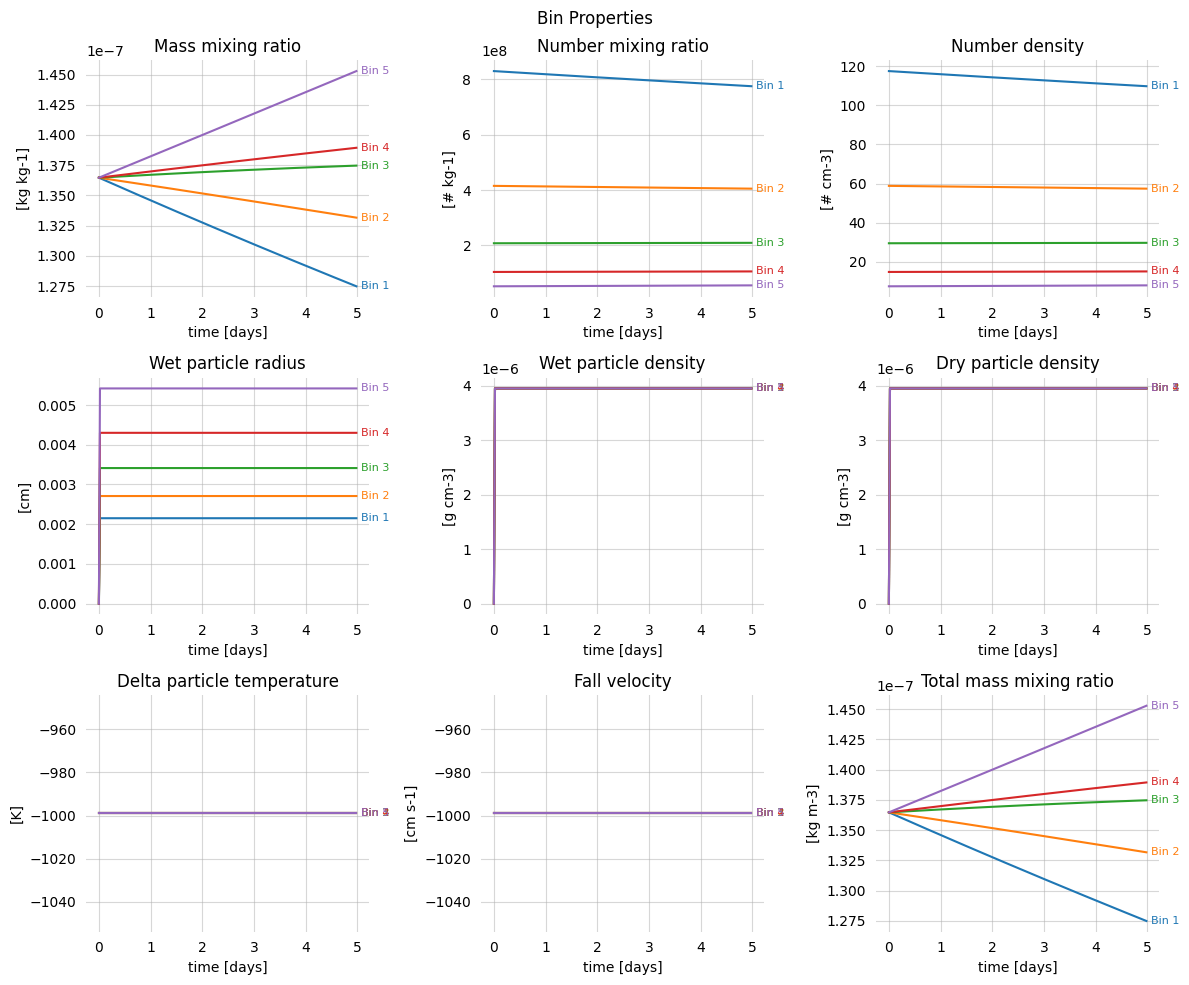 Bin Properties
Mass mixing ratio
1e−7
[kg kg-1]
1.450
1.425
1.400
1.375
1.350
1.325
1.300
1.275
Bin 5
Bin 4
Bin 3
Bin 2
Bin 1
0 1 2 3 4 5
time [days]
Number mixing ratio
1e8
[# kg-1]
8
6
4
2
Bin 1
Bin 2
Bin 3
Bin 4
Bin 5
0 1 2 3 4 5
time [days]
Number density
[# cm-3]
120
100
80
60
40
20
Bin 1
Bin 2
Bin 3
Bin 4
Bin 5
0 1 2 3 4 5
time [days]
Wet particle radius
[cm]
0.005
0.004
0.003
0.002
0.001
0.000
Bin 5
Bin 4
Bin 3
Bin 2
Bin 1
0 1 2 3 4 5
time [days]
Wet particle density
1e−6
[g cm-3]
4
3
2
1
0
Bin
0 1 2 3 4 5
time [days]
Dry particle density
1e−6
[g cm-3]
4
3
2
1
0
Bin
0 1 2 3 4 5
time [days]
Delta particle temperature
[K]
−960
−980
−1000
−1020
−1040
Bin
0 1 2 3 4 5
time [days]
Fall velocity
[cm s-1]
−960
−980
−1000
−1020
−1040
Bin
0 1 2 3 4 5
time [days]
Total mass mixing ratio
1e−7
[kg m-3]
1.450
1.425
1.400
1.375
1.350
1.325
1.300
1.275
Bin 5
Bin 4
Bin 3
Bin 2
Bin 1
0 1 2 3 4 5
time [days]